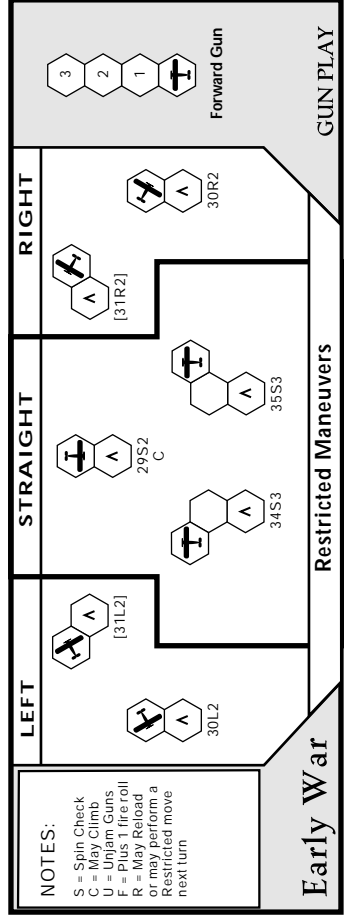 NOTES:
S = Spin Check
C = May Climb
U = Unjam Guns
F = Plus 1 fire roll
R = May Reload
or may perform a
Restricted move
next turn
Early War
LEFT
30L2
[31L2]
STRAIGHT
29S2
C
34S3
35S3
RIGHT
[31R2]
30R2
Restricted Maneuvers
3
2
1
Forward Gun
GUN PLAY